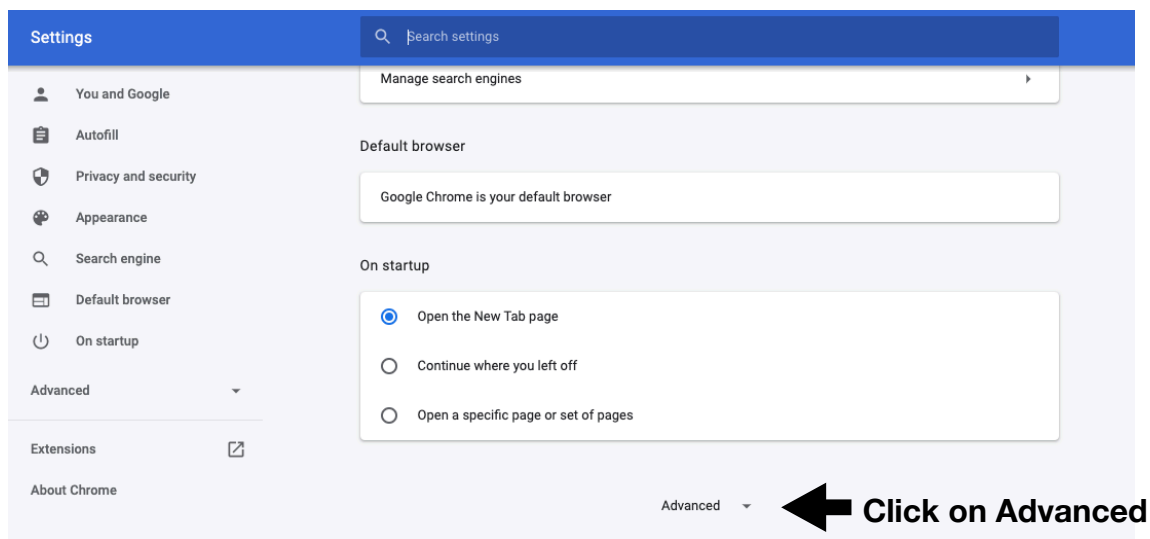 Settings
Search settings
You and Google
Autofill
Privacy and security
Appearance
Search engine
Default browser
On startup
Advanced
Extensions
About Chrome
Manage search engines
Default browser
Google Chrome is your default browser
On startup
Open the New Tab page
Continue where you left off
Open a specific page or set of pages
Advanced
Click on Advanced